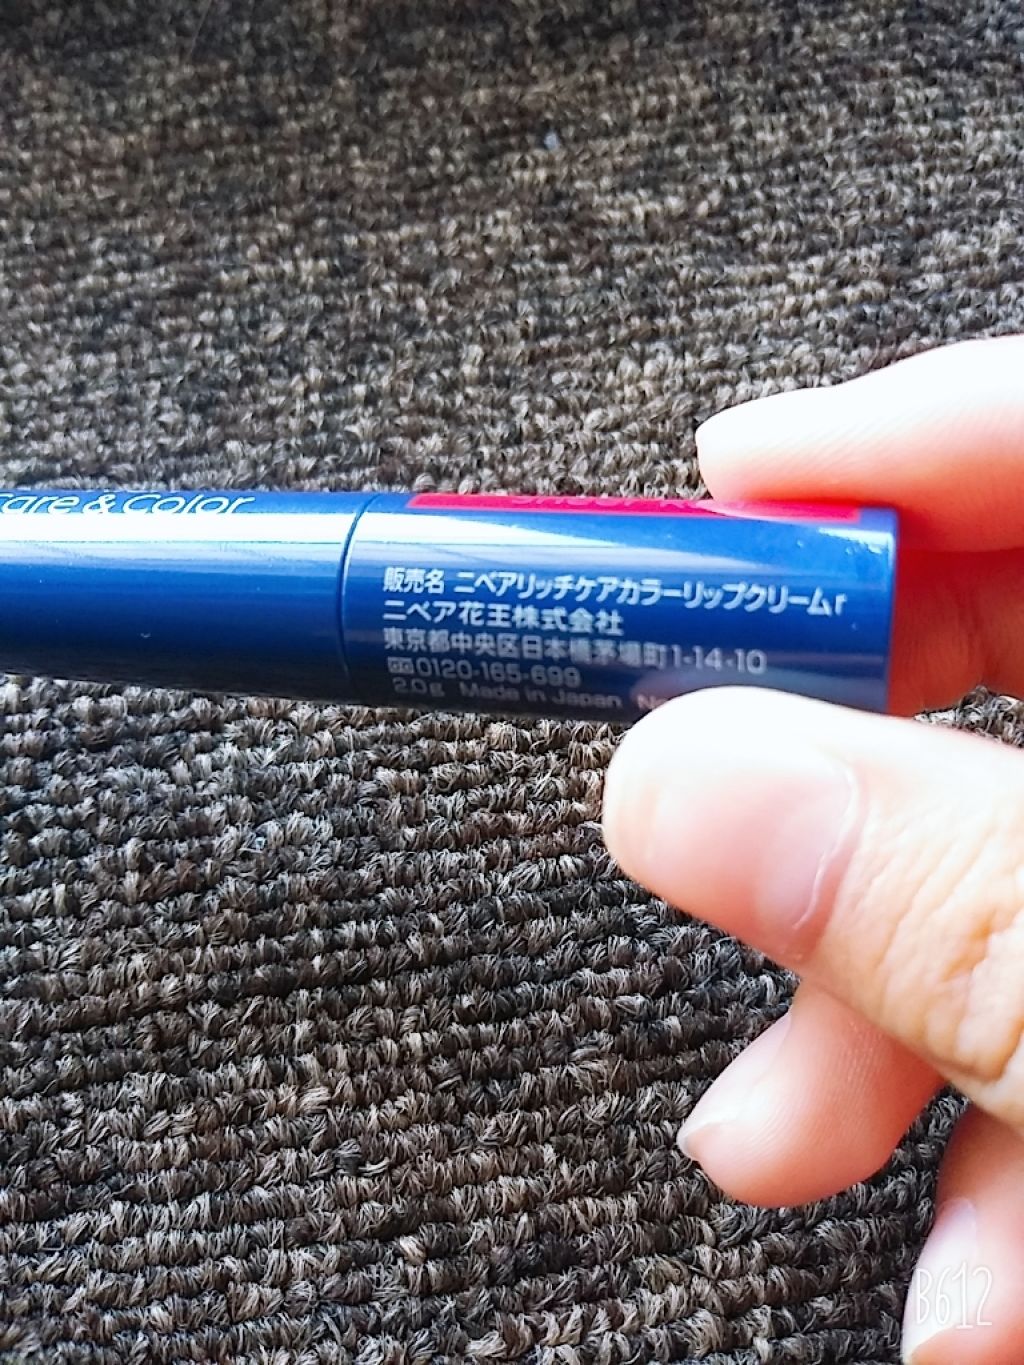 Care & Color
販売名 ニベアリッチケアカラーリップクリームr
ニベア花王株式会社
東京都中央区日本橋茅場町1-14-10
0120-165-699
2.0g Made in Japan
B612